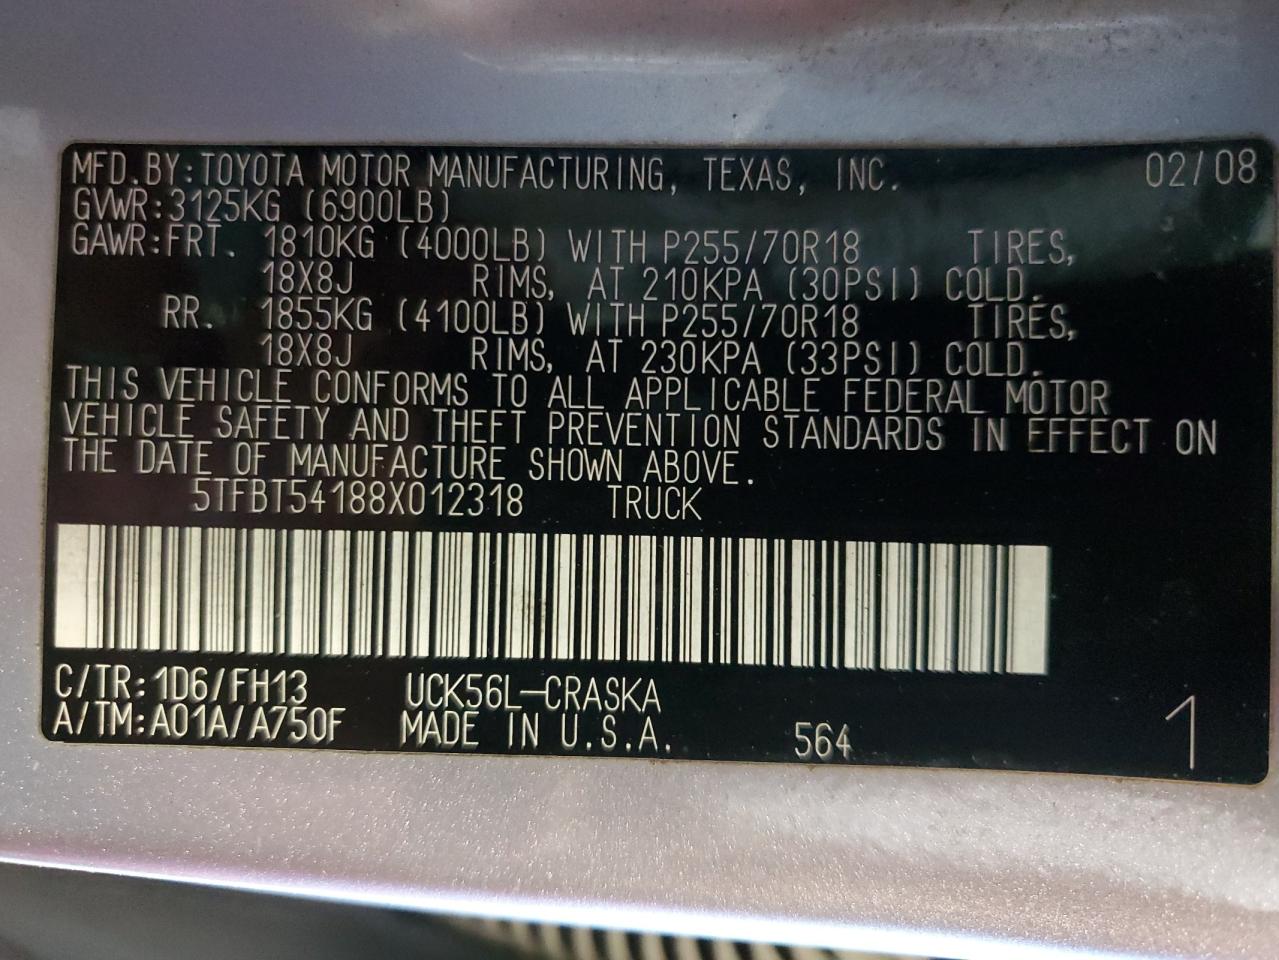 MFD.BY:TOYOTA MOTOR MANUFACTURING, TEXAS, INC. 02/08
GVWR:3125KG (6900LB)
GAWR:FRT. 1810KG (4000LB) WITH P255/70R18 TIRES,
18X8J RIMS, AT 210KPA (30PSI) COLD.
RR. 1855KG (4100LB) WITH P255/70R18 TIRES,
18X8J RIMS, AT 230KPA (33PSI) COLD.
THIS VEHICLE CONFORMS TO ALL APPLICABLE FEDERAL MOTOR
VEHICLE SAFETY AND THEFT PREVENTION STANDARDS IN EFFECT ON
THE DATE OF MANUFACTURE SHOWN ABOVE.
5TFBT54188X012318 TRUCK
C/TR:1D6/FH13 UCK56L-CRASKA
A/TM:A01A/A750F MADE IN U.S.A. 564 1